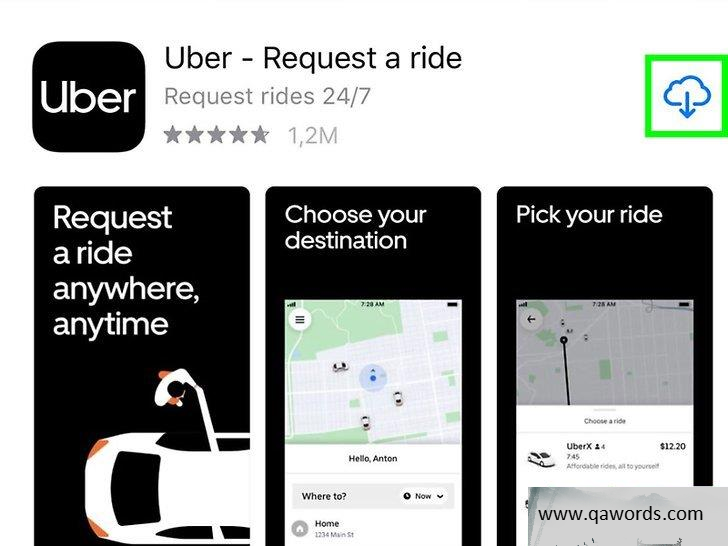 Uber
Uber - Request a ride
Request rides 24/7
1,2M
Request
a ride
anywhere,
anytime
Choose your
destination
7:28 AM
Hello, Anton
Where to?
Now
Home
1234 Main St
Pick your ride
7:28 AM
Choose a ride
UberX 4 $12.20
7:45
Affordable rides, all to yourself
www.qawords.com